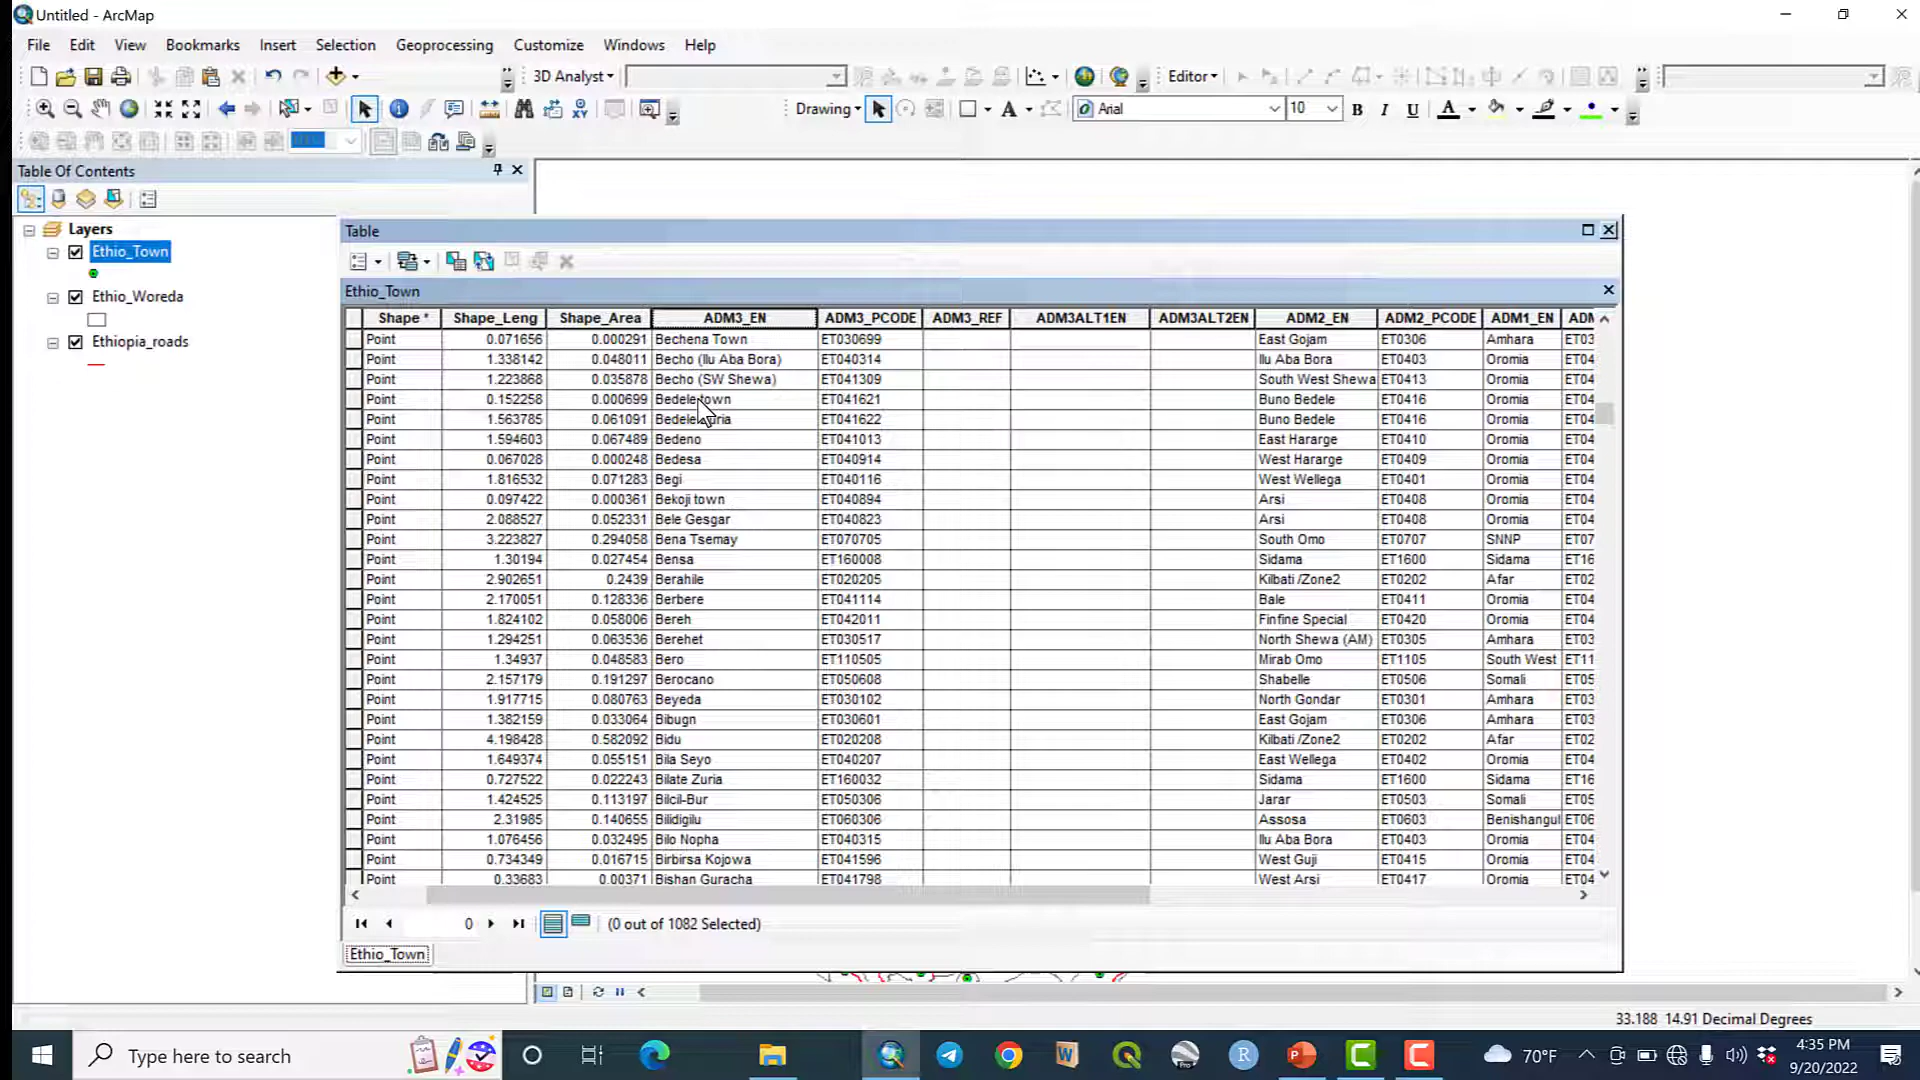 Untitled - ArcMap
File Edit View Bookmarks Insert Selection Geoprocessing Customize Windows Help
3D Analyst Editor
Drawing Arial 10 B I U A
Table Of Contents
Layers
Ethio_Town
Ethio_Woreda
Ethiopia_roads
Table
Ethio_Town
Shape * Shape_Leng Shape_Area ADM3_EN ADM3_PCODE ADM3_REF ADM3ALT1EN ADM3ALT2EN ADM2_EN ADM2_PCODE ADM1_EN
Point 0.071656 0.000291 Bechena Town ET030699 East Gojam ET0306 Amhara ET03
Point 1.338142 0.048011 Becho (Ilu Aba Bora) ET040314 Ilu Aba Bora ET0403 Oromia ET04
Point 1.223868 0.035878 Becho (SW Shewa) ET041309 South West Shewa ET0413 Oromia ET04
Point 0.152258 0.000699 Bedele town ET041621 Buno Bedele ET0416 Oromia ET04
Point 1.563785 0.061091 ET041622 Buno Bedele ET0416 Oromia ET04
Point 1.594603 0.067489 Bedeno ET041013 East Hararge ET0410 Oromia ET04
Point 0.067028 0.000248 Bedesa ET040914 West Hararge ET0409 Oromia ET04
Point 1.816532 0.071283 Begi ET040116 West Wellega ET0401 Oromia ET04
Point 0.097422 0.000361 Bekoji town ET040894 Arsi ET0408 Oromia ET04
Point 2.088527 0.052331 Bele Gesgar ET040823 Arsi ET0408 Oromia ET04
Point 3.223827 0.294058 Bena Tsemay ET070705 South Omo ET0707 SNNP ET07
Point 1.30194 0.027454 Bensa ET160008 Sidama ET1600 Sidama ET16
Point 2.902651 0.2439 Berahile ET020205 Kilbati /Zone2 ET0202 Afar ET02
Point 2.170051 0.128336 Berbere ET041114 Bale ET0411 Oromia ET04
Point 1.824102 0.058006 Bereh ET042011 Finfine Special ET0420 Oromia ET04
Point 1.294251 0.063536 Berehet ET030517 North Shewa (AM) ET0305 Amhara ET03
Point 1.34937 0.048583 Bero ET110505 Mirab Omo ET1105 South West ET11
Point 2.157179 0.191297 Berocano ET050608 Shabelle ET0506 Somali ET05
Point 1.917715 0.080763 Beyeda ET030102 North Gondar ET0301 Amhara ET03
Point 1.382159 0.033064 Bibugn ET030601 East Gojam ET0306 Amhara ET03
Point 4.198428 0.582092 Bidu ET020208 Kilbati /Zone2 ET0202 Afar ET02
Point 1.649374 0.055151 Bila Seyo ET040207 East Wellega ET0402 Oromia ET04
Point 0.727522 0.022243 Bilate Zuria ET160032 Sidama ET1600 Sidama ET16
Point 1.424525 0.113197 Bilcil-Bur ET050306 Jarar ET0503 Somali ET05
Point 2.31985 0.140655 Bilidigilu ET060306 Assosa ET0603 Benishangul ET06
Point 1.076456 0.032495 Bilo Nopha ET040315 Ilu Aba Bora ET0403 Oromia ET04
Point 0.734349 0.016715 Birbirsa Kojowa ET041596 West Guji ET0415 Oromia ET04
Point 0.33683 0.00371 Bishan Guracha ET041798 West Arsi ET0417 Oromia ET04
0 (0 out of 1082 Selected)
Ethio_Town
33.188 14.91 Decimal Degrees
Type here to search
70°F
4:35 PM
9/20/2022